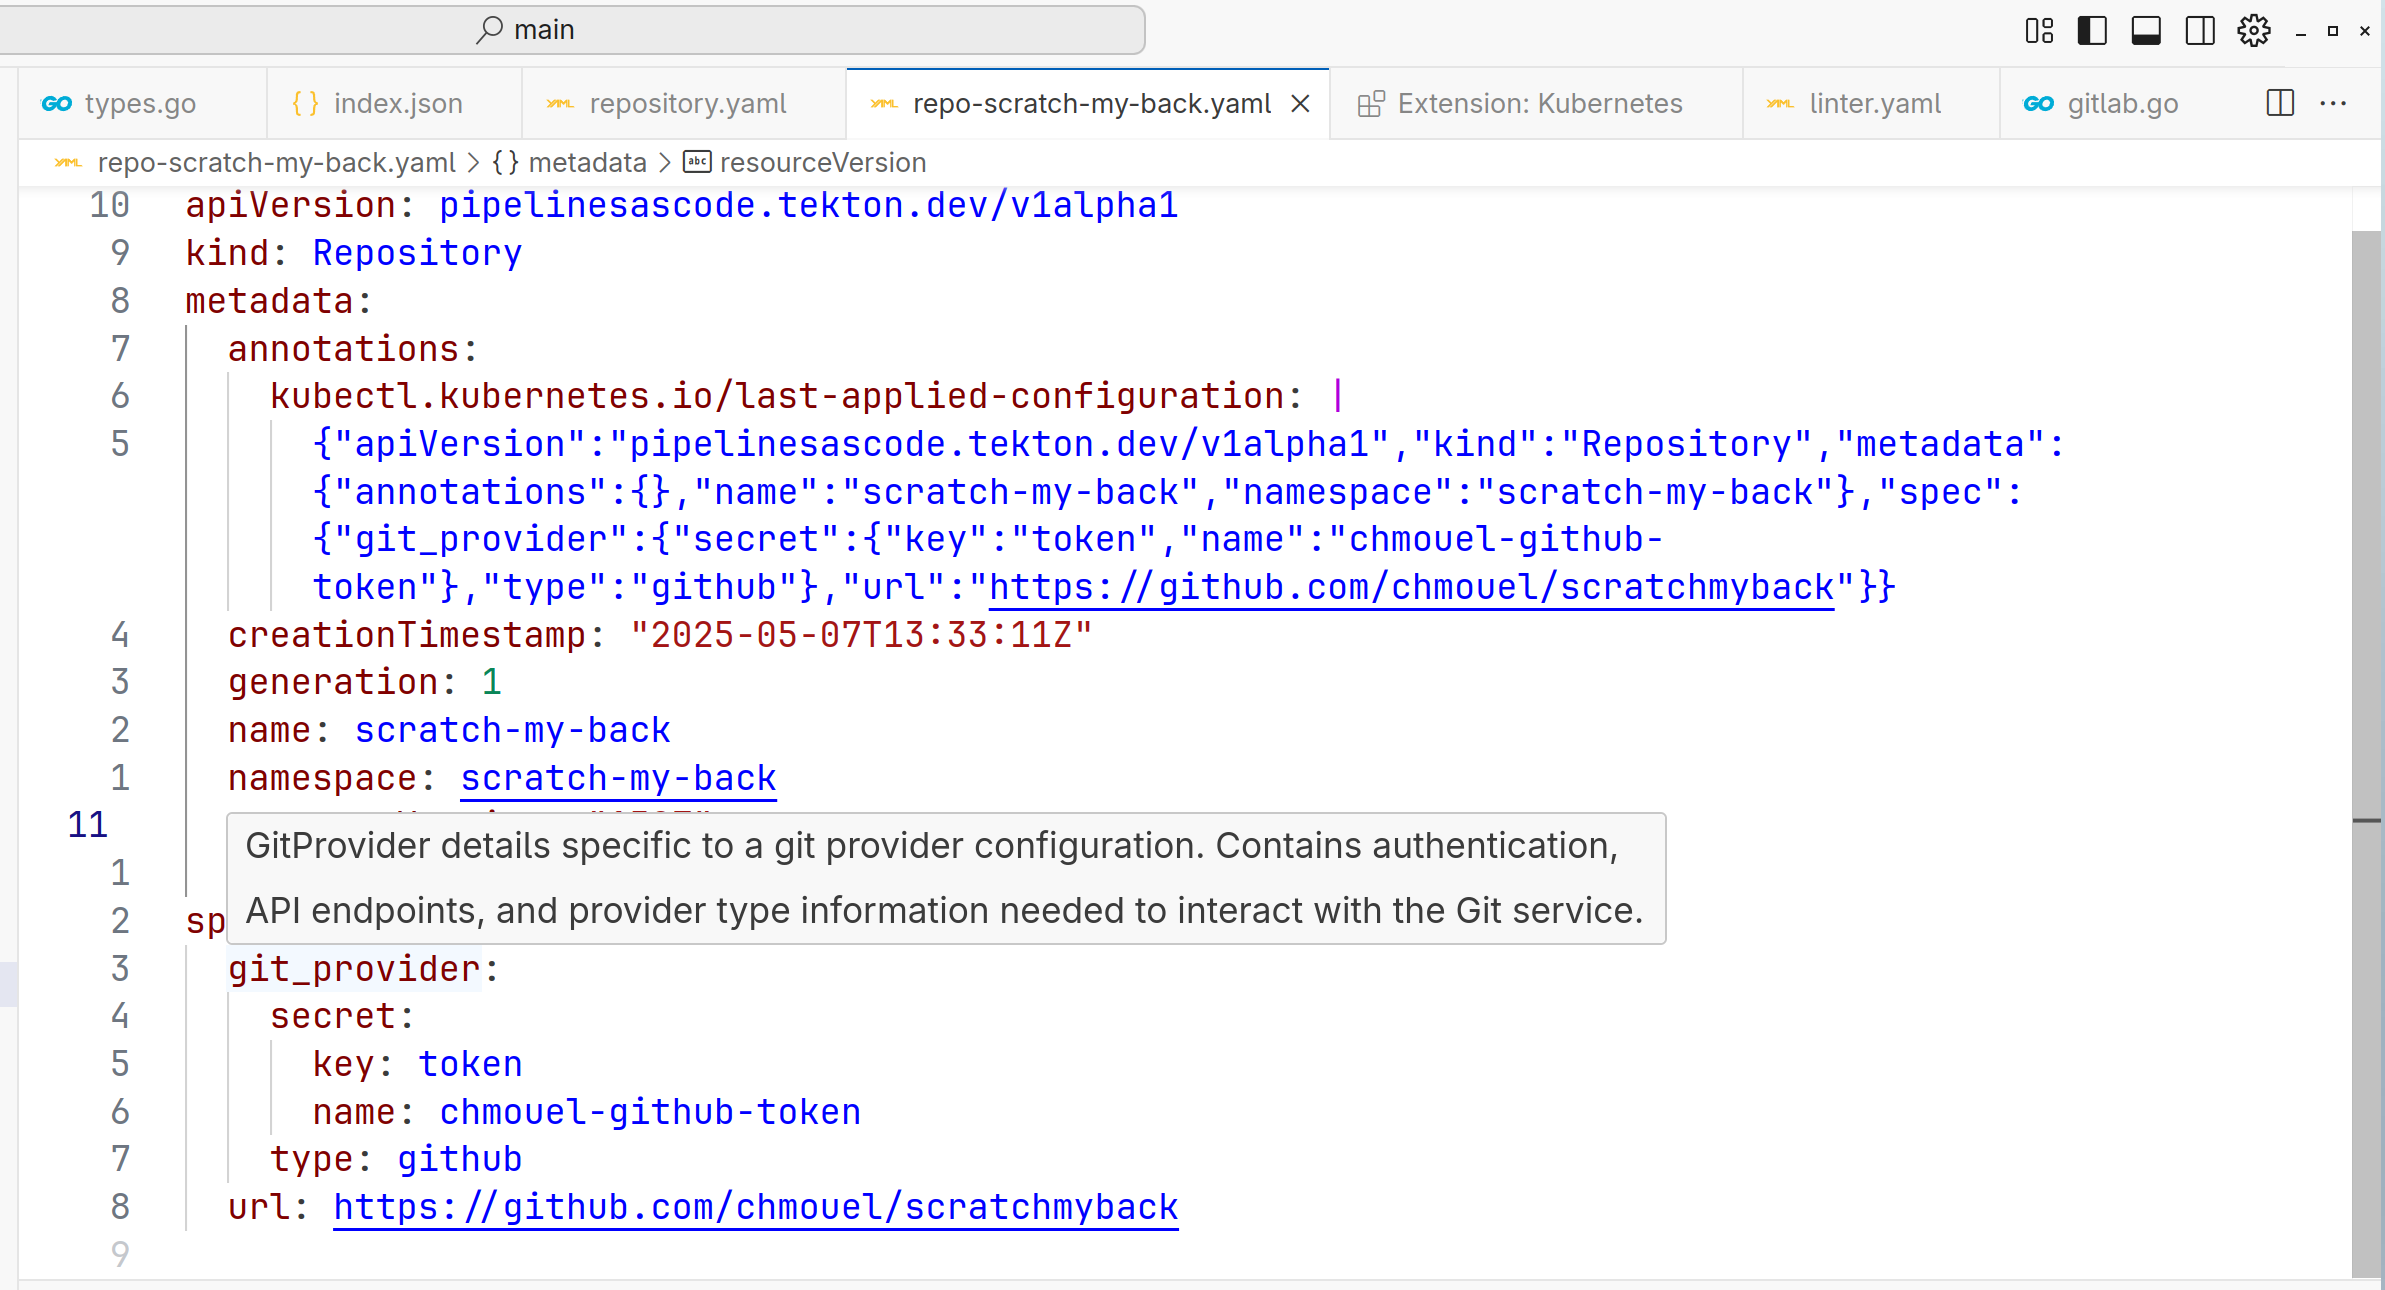 main
types.go
{ } index.json
YAML repository.yaml
YAML repo-scratch-my-back.yaml ×
Extension: Kubernetes
YAML linter.yaml
GO gitlab.go
YAML repo-scratch-my-back.yaml > {} metadata > abc resourceVersion
10 apiVersion: pipelinesascode.tekton.dev/v1alpha1
9 kind: Repository
8 metadata:
7 annotations:
6 kubectl.kubernetes.io/last-applied-configuration: |
5 {"apiVersion":"pipelinesascode.tekton.dev/v1alpha1","kind":"Repository","metadata":
{"annotations":{},"name":"scratch-my-back","namespace":"scratch-my-back"},"spec":
{"git_provider":{"secret":{"key":"token","name":"chmouel-github-
token"},"type":"github"},"url":"https://github.com/chmouel/scratchmyback"}}
4 creationTimestamp: "2025-05-07T13:33:11Z"
3 generation: 1
2 name: scratch-my-back
1 namespace: scratch-my-back
11
GitProvider details specific to a git provider configuration. Contains authentication,
1
API endpoints, and provider type information needed to interact with the Git service.
2 sp
3 git_provider:
4 secret:
5 key: token
6 name: chmouel-github-token
7 type: github
8 url: https://github.com/chmouel/scratchmyback
9